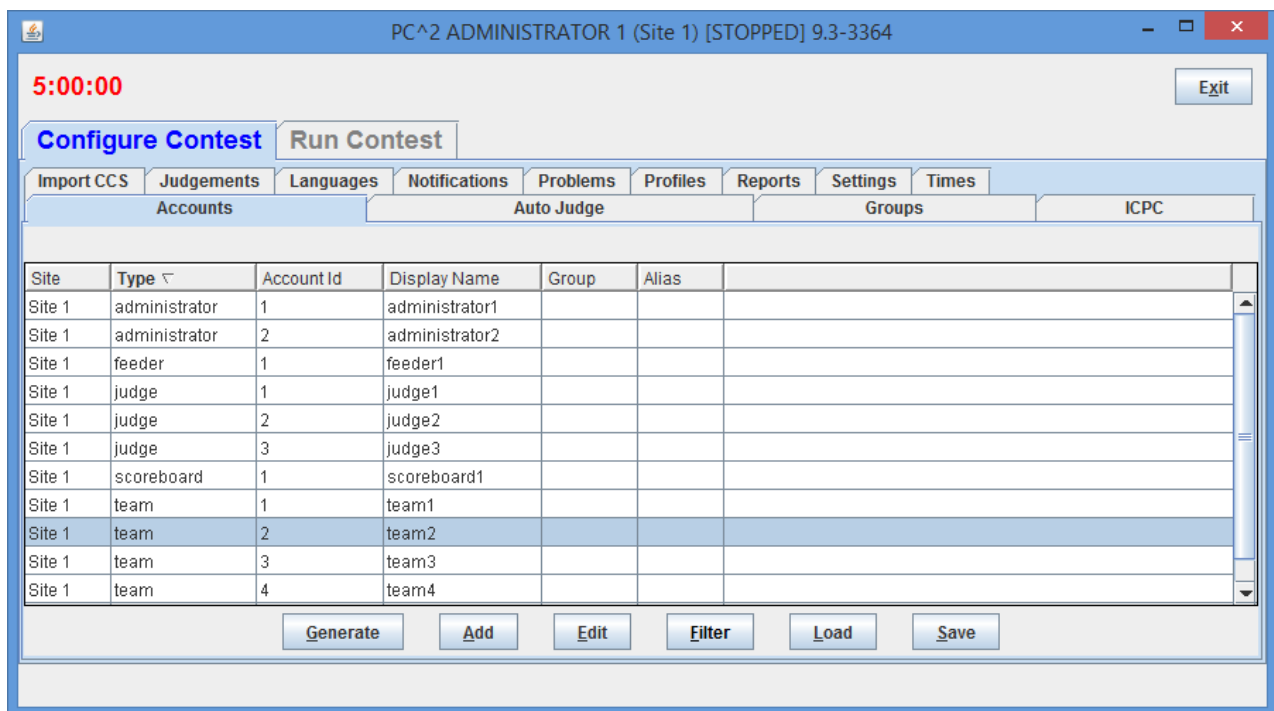 PC^2 ADMINISTRATOR 1 (Site 1) [STOPPED] 9.3-3364
5:00:00 Exit
Configure Contest Run Contest
Import CCS Judgements Languages Notifications Problems Profiles Reports Settings Times
Accounts Auto Judge Groups ICPC
Site Type Account Id Display Name Group Alias
Site 1 administrator 1 administrator1
Site 1 administrator 2 administrator2
Site 1 feeder 1 feeder1
Site 1 judge 1 judge1
Site 1 judge 2 judge2
Site 1 judge 3 judge3
Site 1 scoreboard 1 scoreboard1
Site 1 team 1 team1
Site 1 team 2 team2
Site 1 team 3 team3
Site 1 team 4 team4
Generate Add Edit Filter Load Save